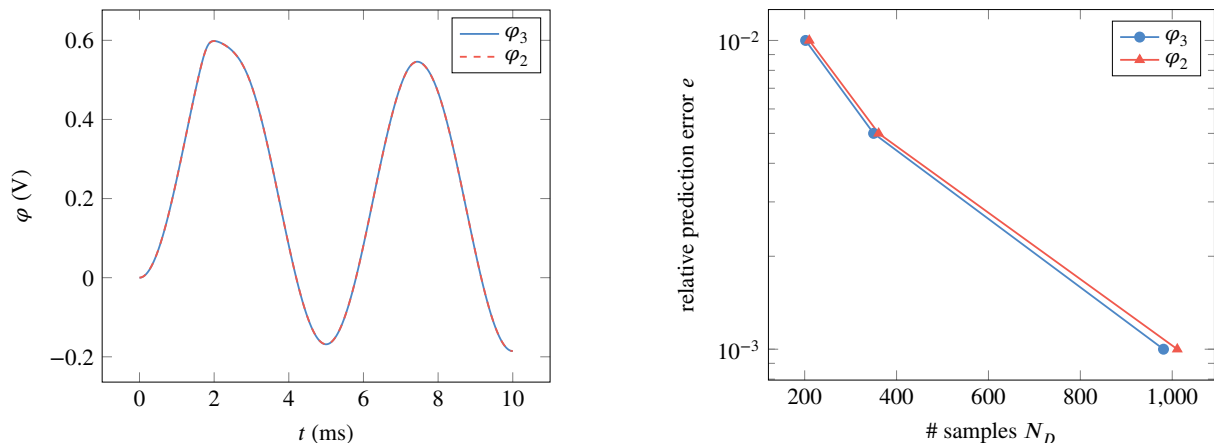 φ (V)
0.6
0.4
0.2
0
−0.2
0 2 4 6 8 10
t (ms)
φ3
φ2
relative prediction error e
10−2
10−3
200 400 600 800 1,000
# samples ND
φ3
φ2